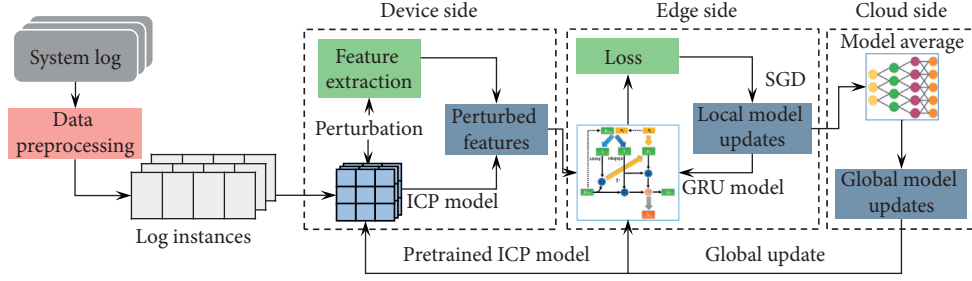 Device side
Edge side
Cloud side
System log
Feature
extraction
Loss
Model average
SGD
Data
preprocessing
Perturbation
Perturbed
features
Local model
updates
ICP model
GRU model
Global model
updates
Log instances
Pretrained ICP model
Global update